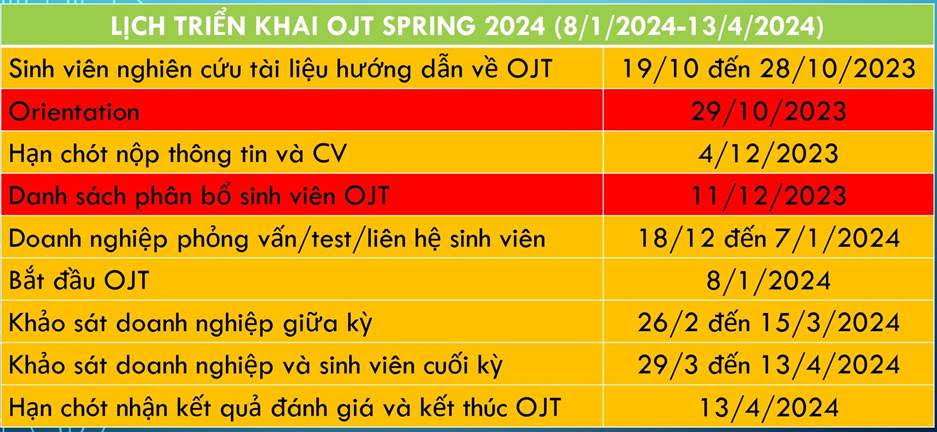 LỊCH TRIỂN KHAI OJT SPRING 2024 (8/1/2024-13/4/2024)
Sinh viên nghiên cứu tài liệu hướng dẫn về OJT 19/10 đến 28/10/2023
Orientation 29/10/2023
Hạn chót nộp thông tin và CV 4/12/2023
Danh sách phân bổ sinh viên OJT 11/12/2023
Doanh nghiệp phỏng vấn/test/liên hệ sinh viên 18/12 đến 7/1/2024
Bắt đầu OJT 8/1/2024
Khảo sát doanh nghiệp giữa kỳ 26/2 đến 15/3/2024
Khảo sát doanh nghiệp và sinh viên cuối kỳ 29/3 đến 13/4/2024
Hạn chót nhận kết quả đánh giá và kết thúc OJT 13/4/2024